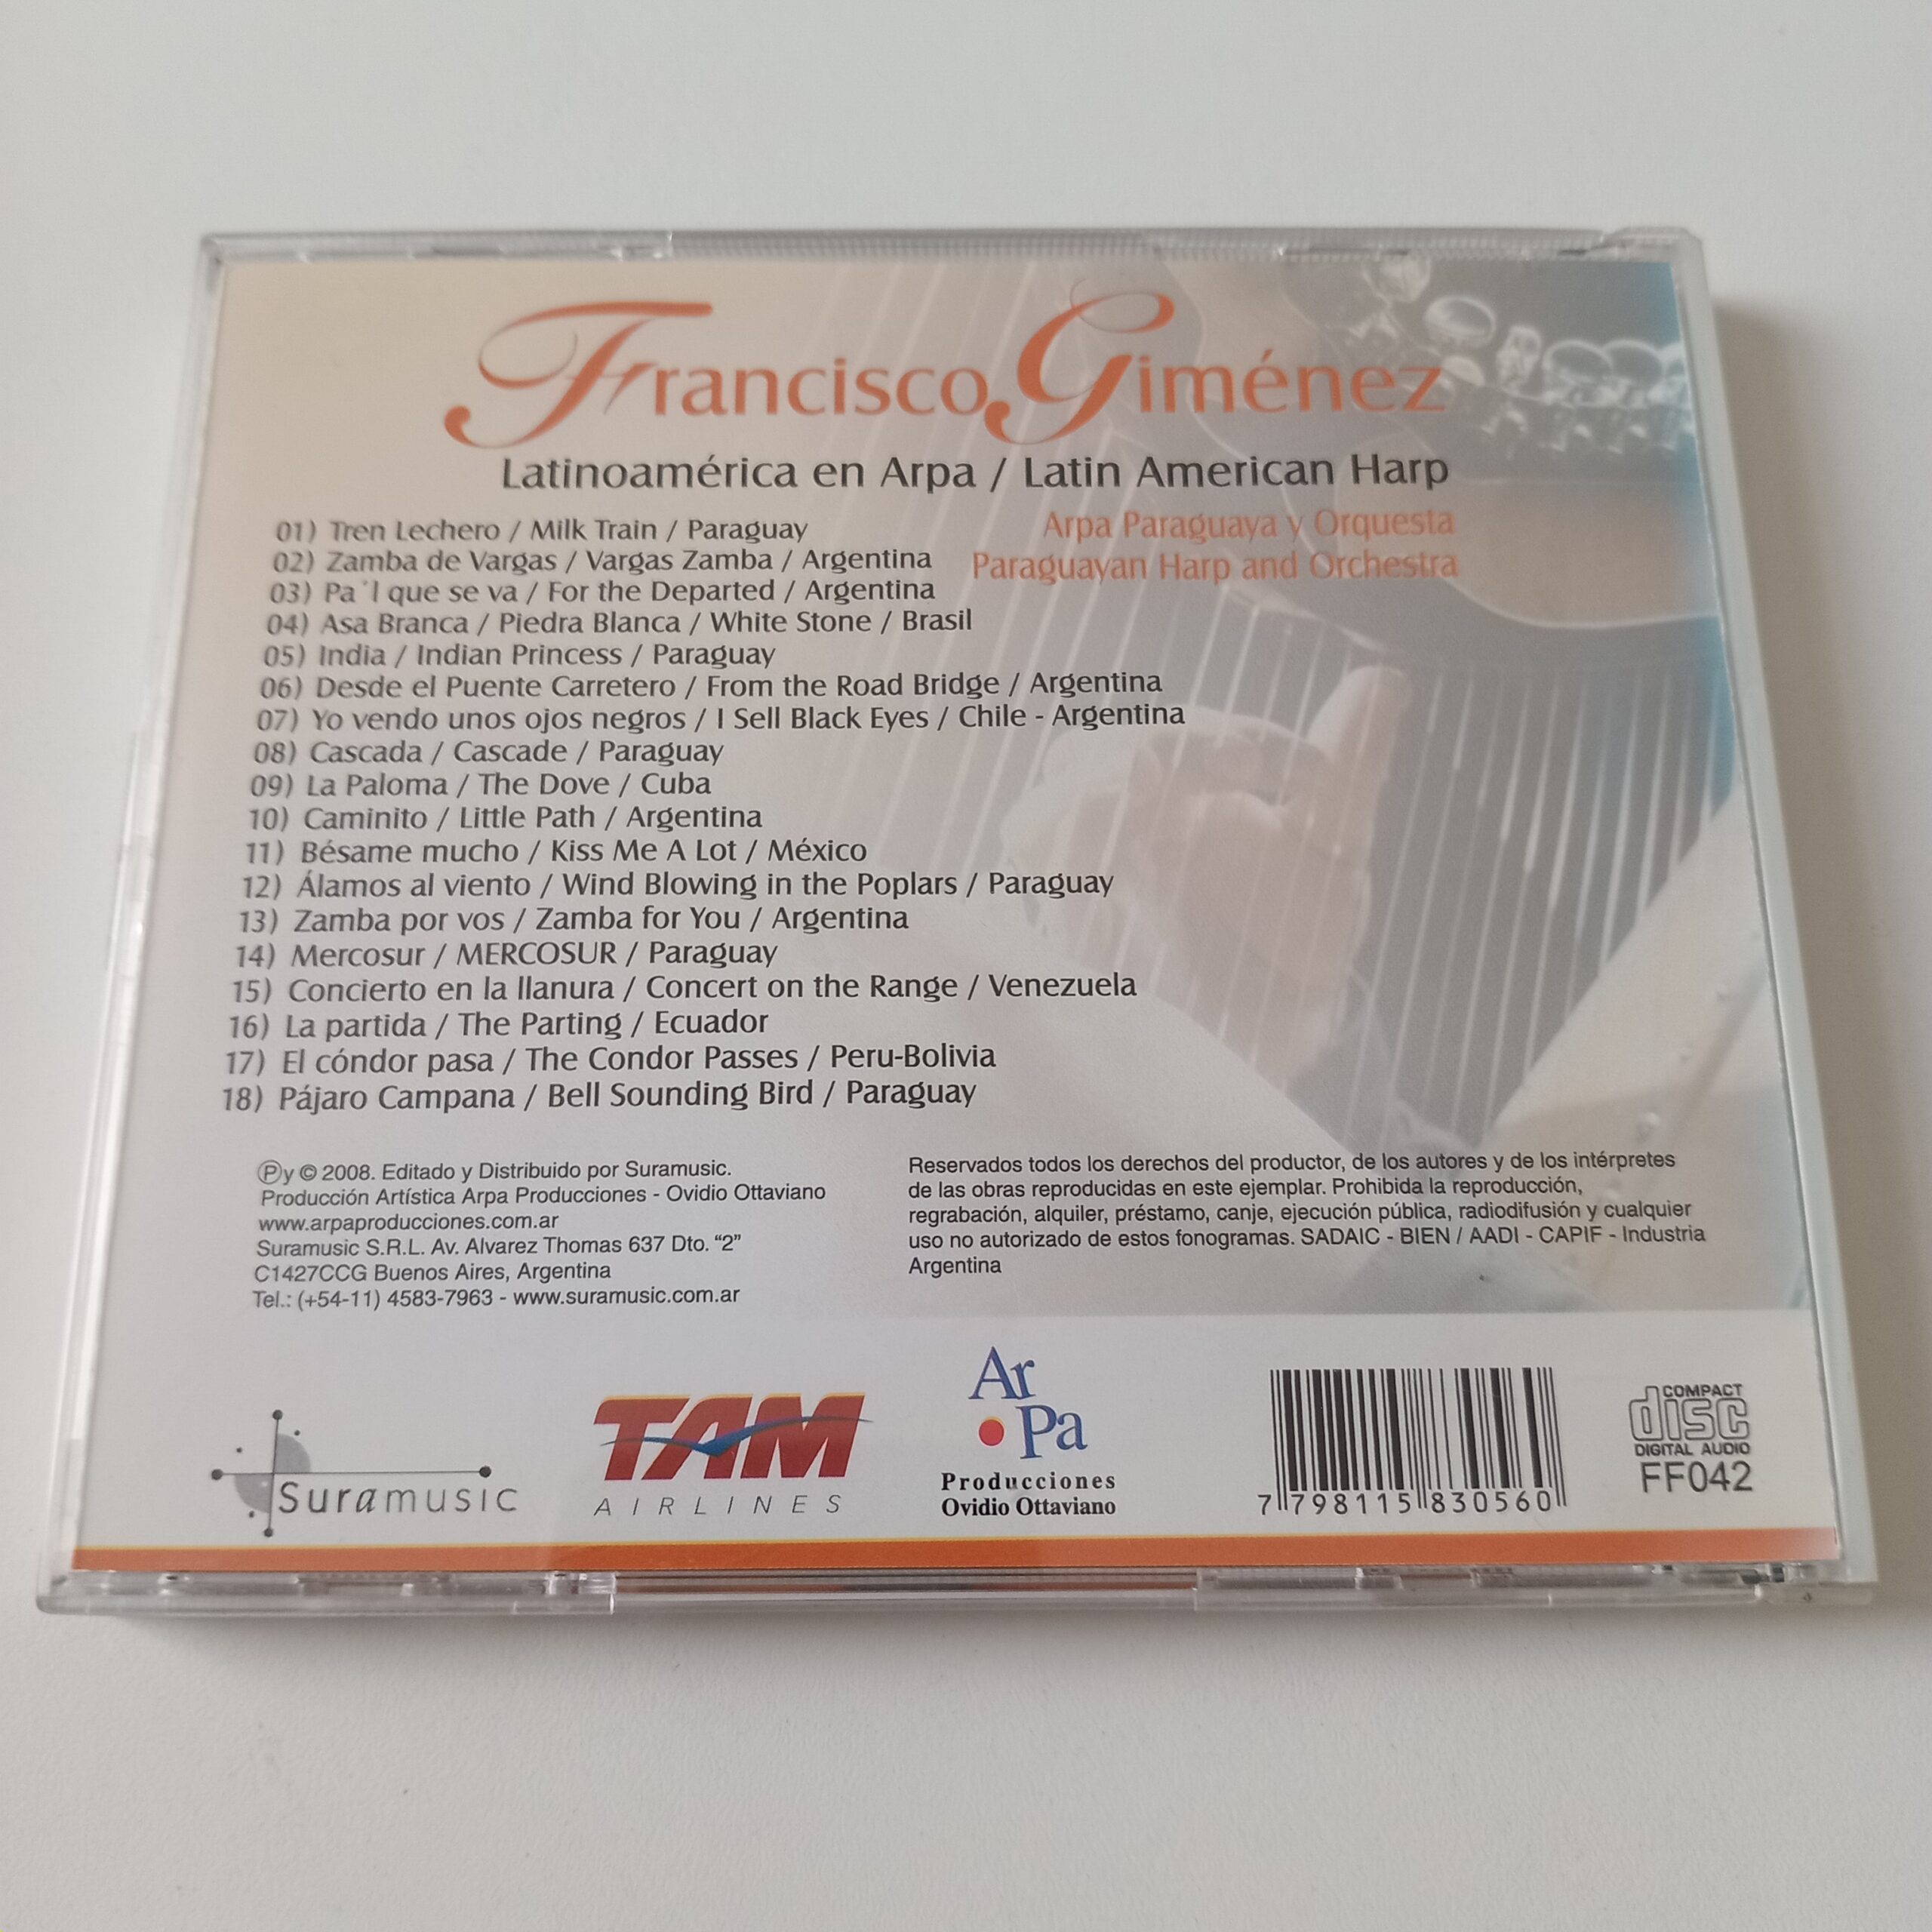 Francisco Giménez
Latinoamérica en Arpa / Latin American Harp
Arpa Paraguaya y Orquesta
Paraguayan Harp and Orchestra
01) Tren Lechero / Milk Train / Paraguay
02) Zamba de Vargas / Vargas Zamba / Argentina
03) Pa´l que se va / For the Departed / Argentina
04) Asa Branca / Piedra Blanca / White Stone / Brasil
05) India / Indian Princess / Paraguay
06) Desde el Puente Carretero / From the Road Bridge / Argentina
07) Yo vendo unos ojos negros / I Sell Black Eyes / Chile - Argentina
08) Cascada / Cascade / Paraguay
09) La Paloma / The Dove / Cuba
10) Caminito / Little Path / Argentina
11) Bésame mucho / Kiss Me A Lot / México
12) Álamos al viento / Wind Blowing in the Poplars / Paraguay
13) Zamba por vos / Zamba for You / Argentina
14) Mercosur / MERCOSUR / Paraguay
15) Concierto en la llanura / Concert on the Range / Venezuela
16) La partida / The Parting / Ecuador
17) El cóndor pasa / The Condor Passes / Peru-Bolivia
18) Pájaro Campana / Bell Sounding Bird / Paraguay
℗y © 2008. Editado y Distribuido por Suramusic.
Producción Artística Arpa Producciones - Ovidio Ottaviano
www.arpaproducciones.com.ar
Suramusic S.R.L. Av. Alvarez Thomas 637 Dto. “2”
C1427CCG Buenos Aires, Argentina
Tel.: (+54-11) 4583-7963 - www.suramusic.com.ar
Reservados todos los derechos del productor, de los autores y de los intérpretes
de las obras reproducidas en este ejemplar. Prohibida la reproducción,
regrabación, alquiler, préstamo, canje, ejecución pública, radiodifusión y cualquier
uso no autorizado de estos fonogramas. SADAIC - BIEN / AADI - CAPIF - Industria
Argentina
Suramusic
TAM
AIRLINES
Ar
Pa
Producciones
Ovidio Ottaviano
7 798115 830560
COMPACT
disc
DIGITAL AUDIO
FF042